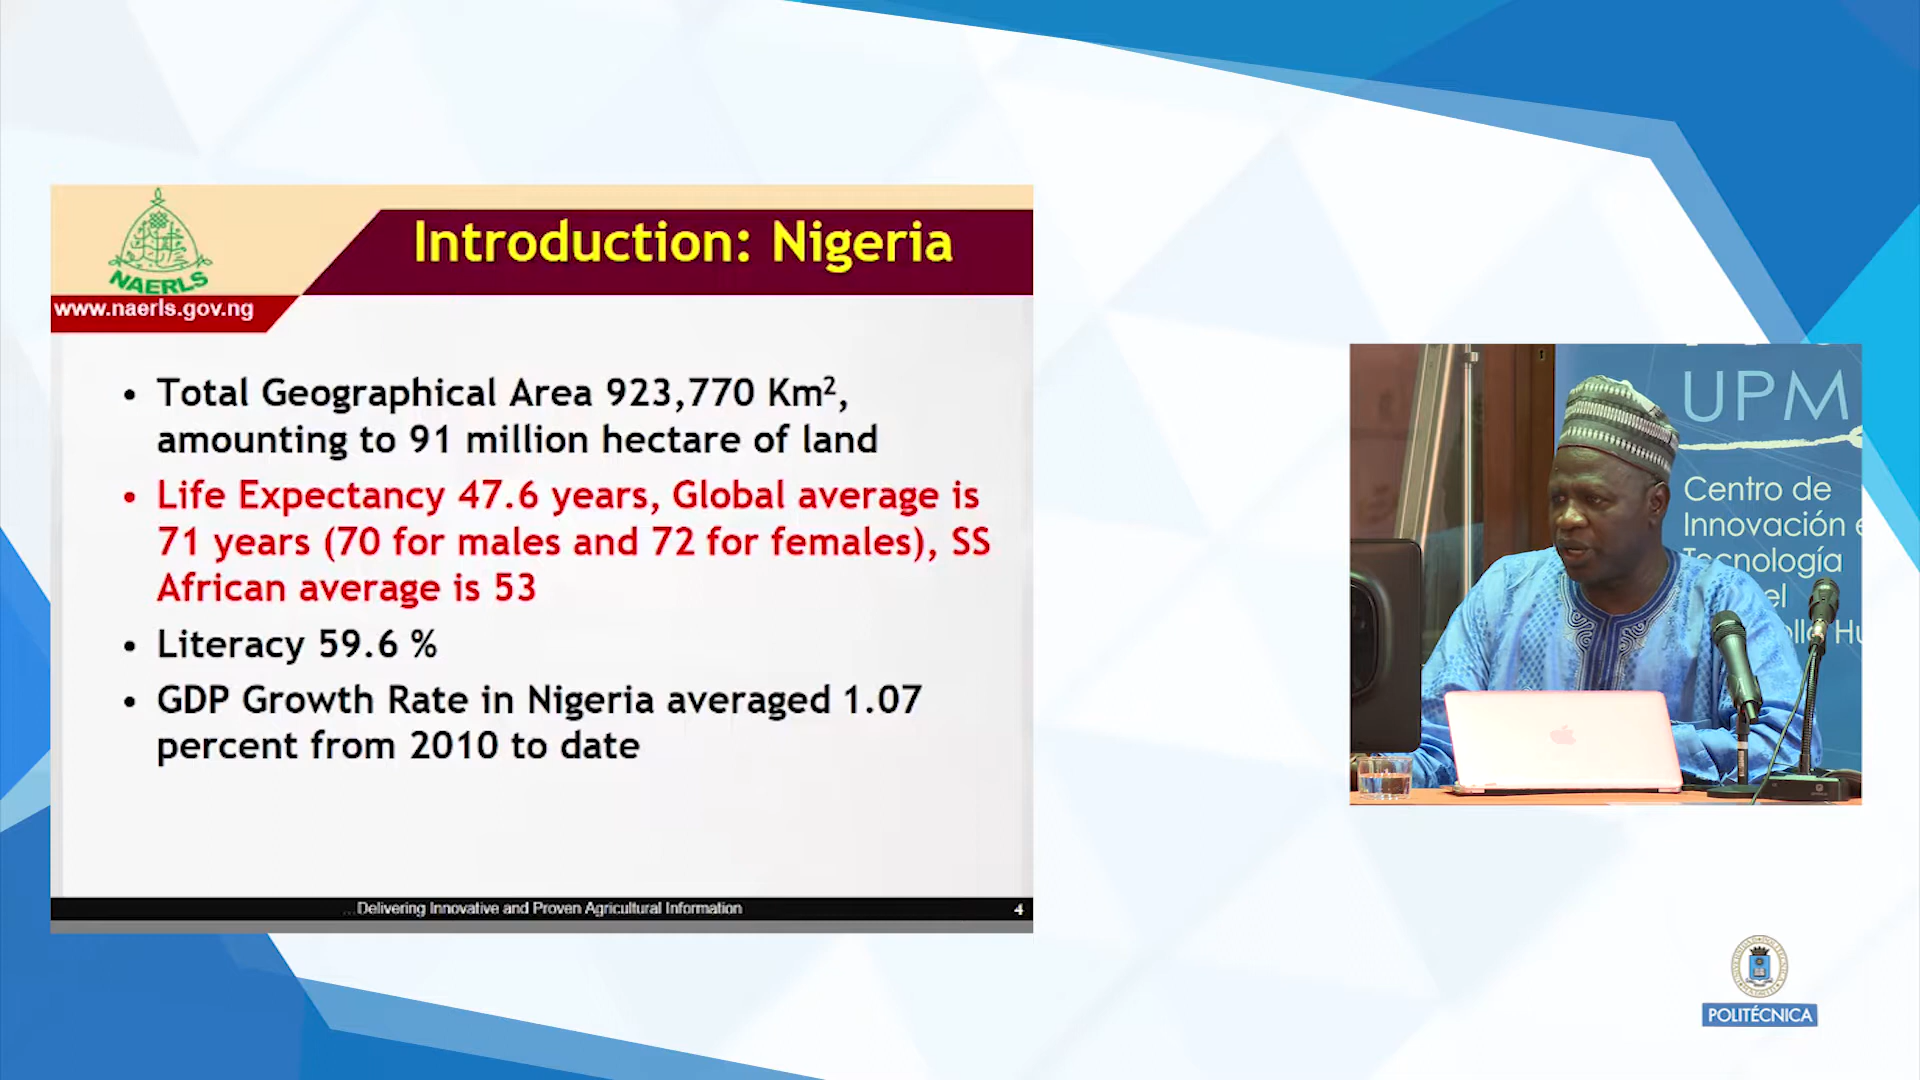 Introduction: Nigeria
NAERLS
www.naerls.gov.ng
• Total Geographical Area 923,770 Km²,
amounting to 91 million hectare of land
• Life Expectancy 47.6 years, Global average is
71 years (70 for males and 72 for females), SS
African average is 53
• Literacy 59.6 %
• GDP Growth Rate in Nigeria averaged 1.07
percent from 2010 to date
...Delivering Innovative and Proven Agricultural Information
4
UPM
Centro de
Innovación e
Tecnología
el
Hu
POLITÉCNICA